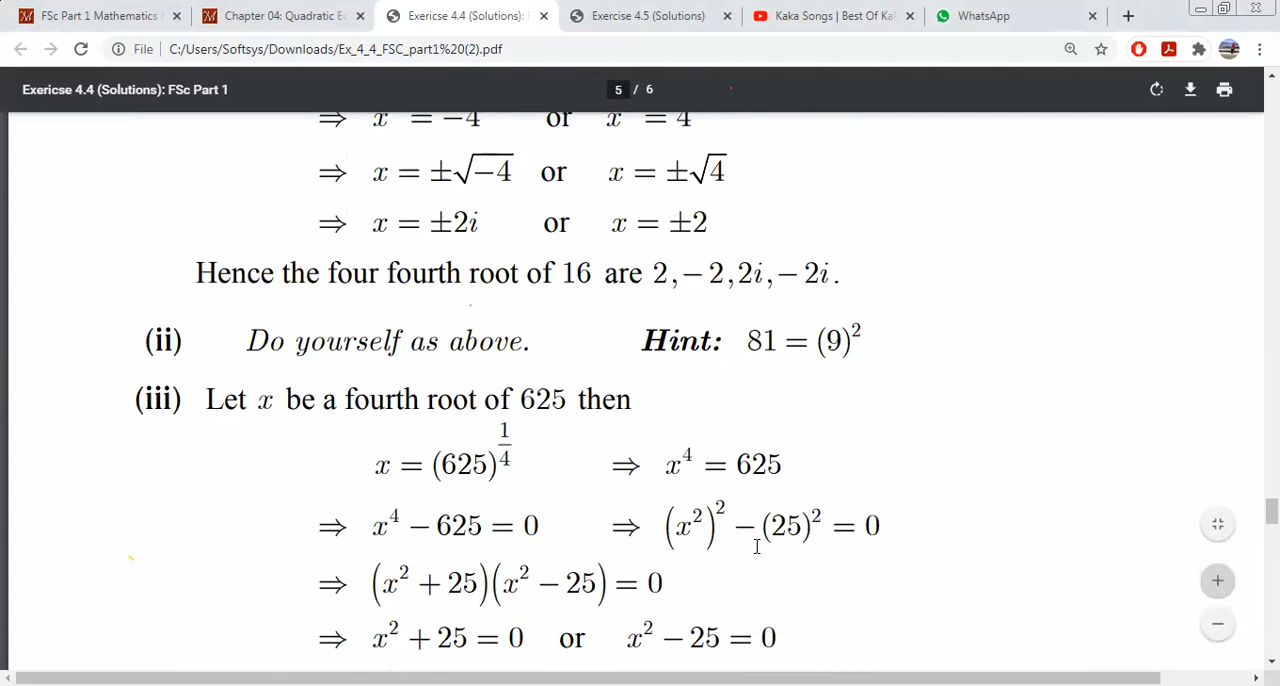 FSc Part 1 Mathematics
Chapter 04: Quadratic Eq
Exericse 4.4 (Solutions):
Exercise 4.5 (Solutions)
Kaka Songs | Best Of Ka
WhatsApp
File | C:/Users/Softsys/Downloads/Ex_4_4_FSC_part1%20(2).pdf
Exericse 4.4 (Solutions): FSc Part 1
5 / 6
⇒ x = −4 or x = 4
⇒ x = ±√−4 or x = ±√4
⇒ x = ±2i or x = ±2
Hence the four fourth root of 16 are 2, − 2, 2i, − 2i.
(ii) Do yourself as above. Hint: 81 = (9)²
(iii) Let x be a fourth root of 625 then
x = (625)^(1/4) ⇒ x⁴ = 625
⇒ x⁴ − 625 = 0 ⇒ (x²)² − (25)² = 0
⇒ (x² + 25)(x² − 25) = 0
⇒ x² + 25 = 0 or x² − 25 = 0